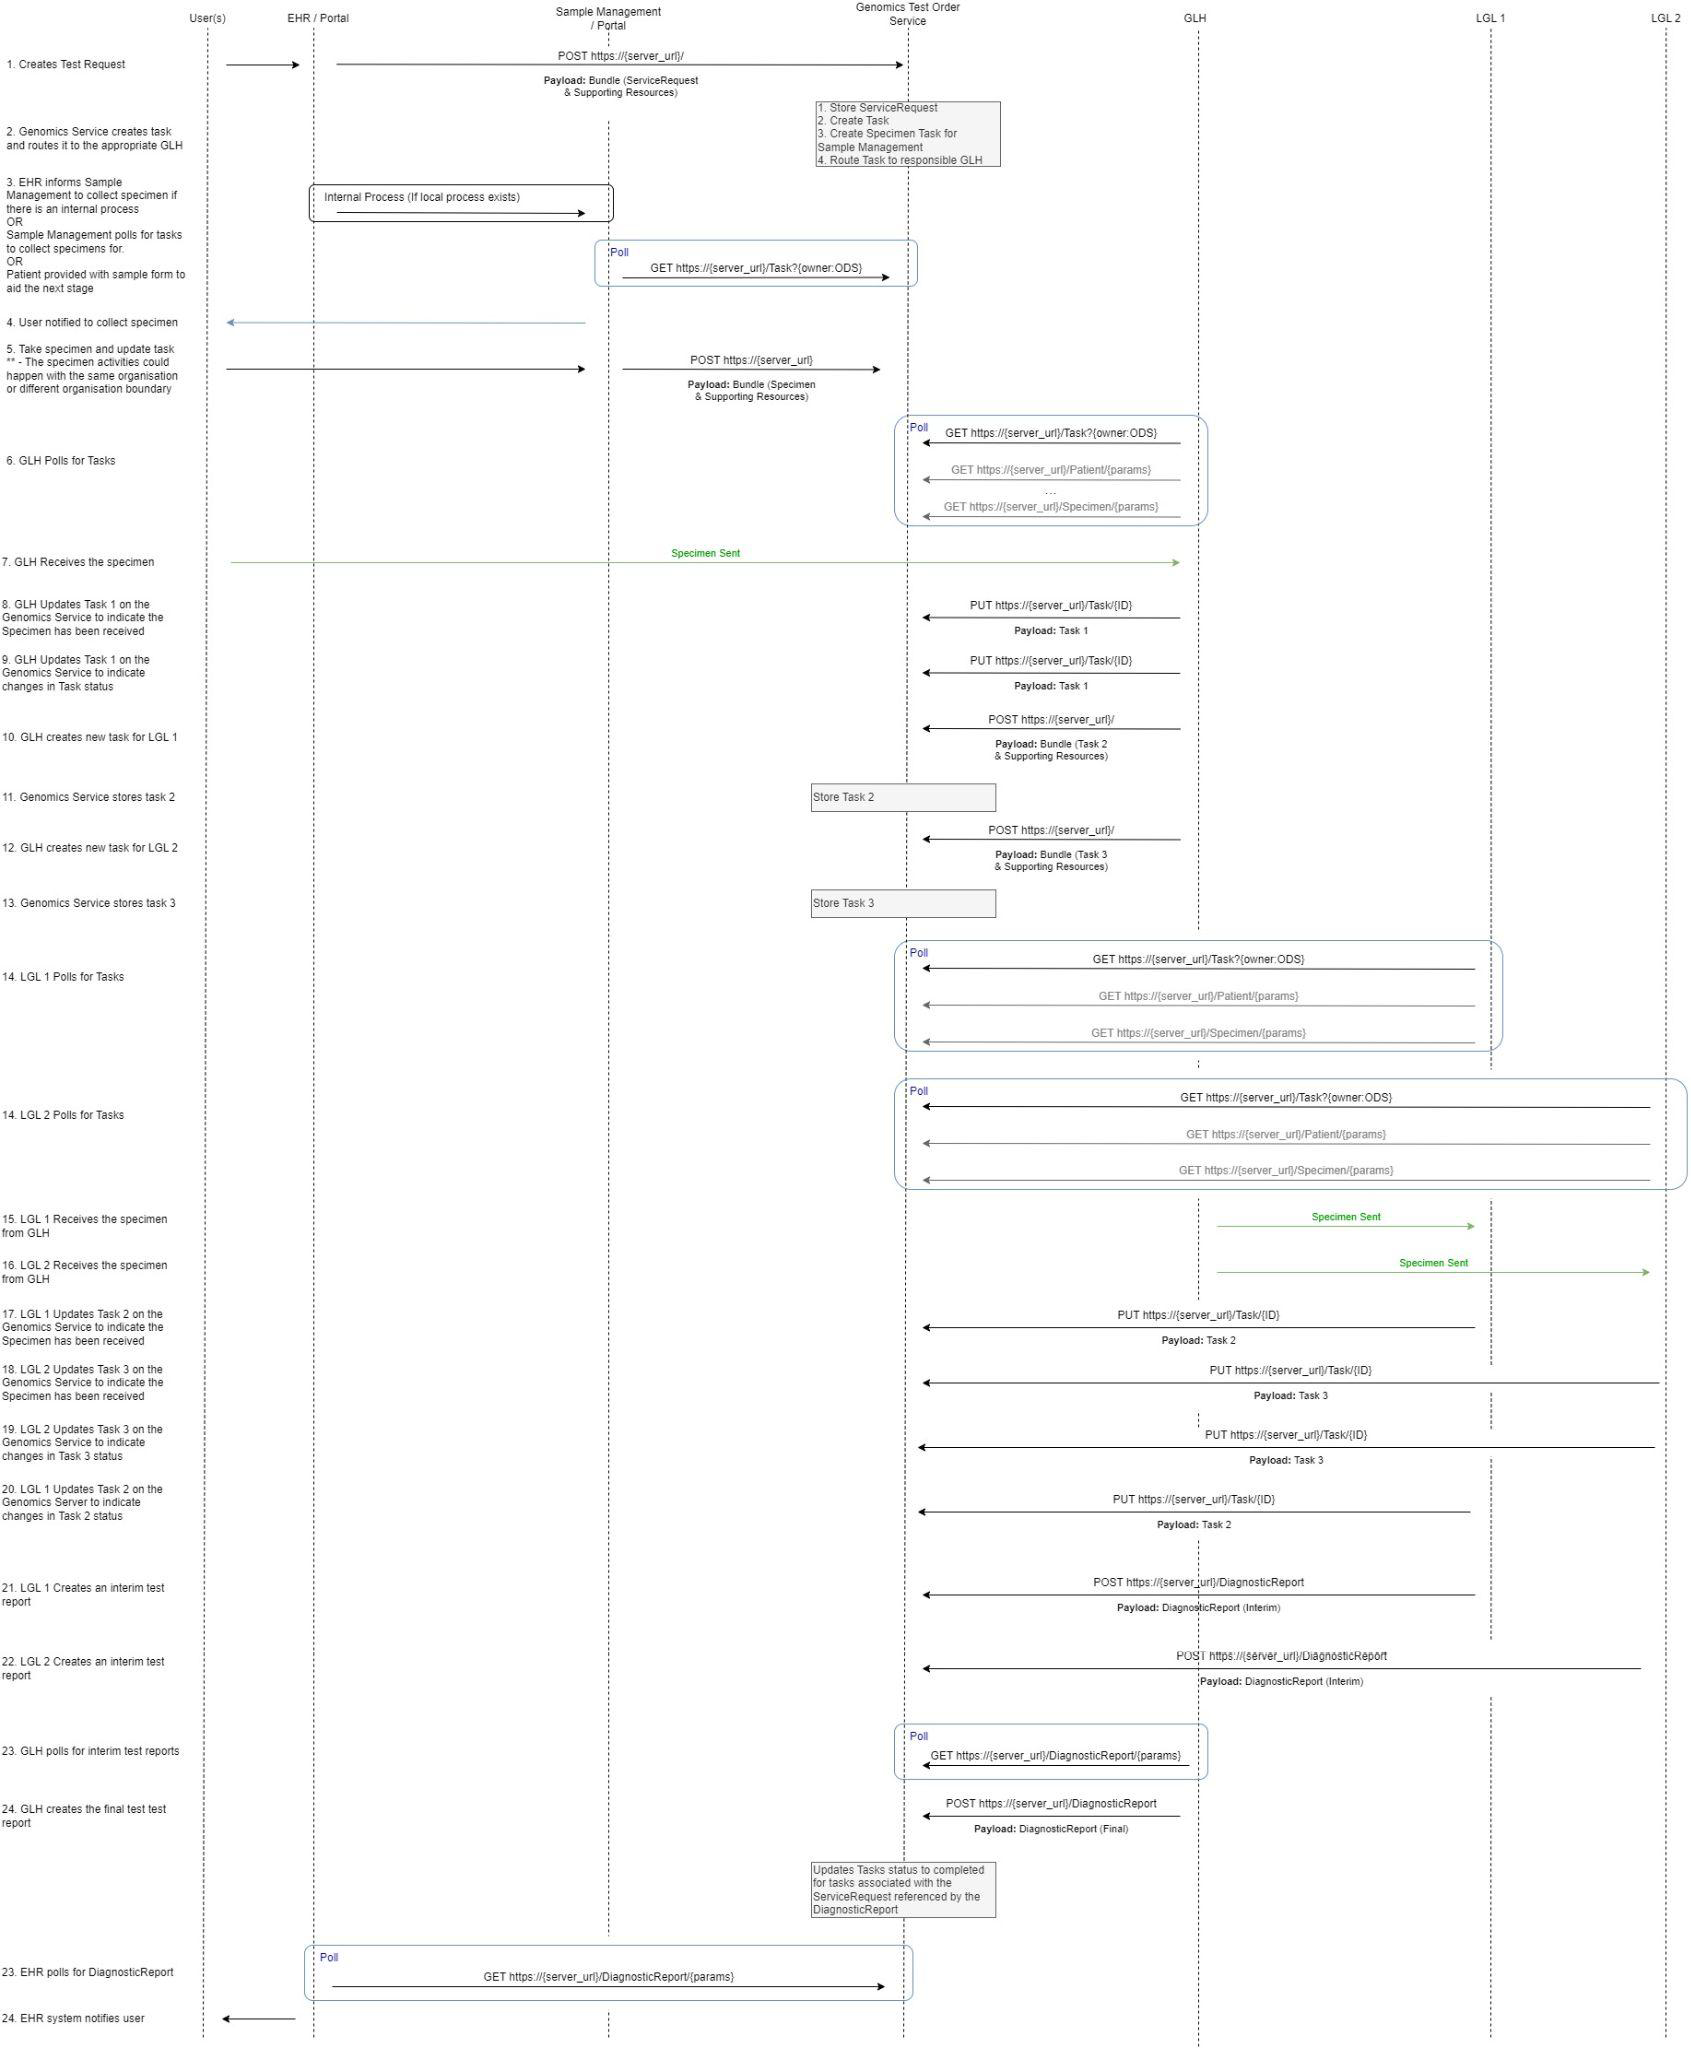 User(s)
EHR / Portal
Sample Management
/ Portal
Genomics Test Order
Service
GLH
LGL 1
LGL 2
1. Creates Test Request
POST https://{server_url}/
Payload: Bundle (ServiceRequest
& Supporting Resources)
2. Genomics Service creates task
and routes it to the appropriate GLH
1. Store ServiceRequest
2. Create Task
3. Create Specimen Task for
Sample Management
4. Route Task to responsible GLH
3. EHR informs Sample
Management to collect specimen if
there is an internal process
OR
Sample Management polls for tasks
to collect specimens for.
OR
Patient provided with sample form to
aid the next stage
Internal Process (If local process exists)
Poll
GET https://{server_url}/Task?{owner:ODS}
4. User notified to collect specimen
5. Take specimen and update task
** - The specimen activities could
happen with the same organisation
or different organisation boundary
POST https://{server_url}
Payload: Bundle (Specimen
& Supporting Resources)
6. GLH Polls for Tasks
Poll
GET https://{server_url}/Task?{owner:ODS}
GET https://{server_url}/Patient/{params}
...
GET https://{server_url}/Specimen/{params}
7. GLH Receives the specimen
Specimen Sent
8. GLH Updates Task 1 on the
Genomics Service to indicate the
Specimen has been received
PUT https://{server_url}/Task/{ID}
Payload: Task 1
9. GLH Updates Task 1 on the
Genomics Service to indicate
changes in Task status
PUT https://{server_url}/Task/{ID}
Payload: Task 1
10. GLH creates new task for LGL 1
POST https://{server_url}/
Payload: Bundle (Task 2
& Supporting Resources)
11. Genomics Service stores task 2
Store Task 2
12. GLH creates new task for LGL 2
POST https://{server_url}/
Payload: Bundle (Task 3
& Supporting Resources)
13. Genomics Service stores task 3
Store Task 3
14. LGL 1 Polls for Tasks
Poll
GET https://{server_url}/Task?{owner:ODS}
GET https://{server_url}/Patient/{params}
GET https://{server_url}/Specimen/{params}
14. LGL 2 Polls for Tasks
Poll
GET https://{server_url}/Task?{owner:ODS}
GET https://{server_url}/Patient/{params}
GET https://{server_url}/Specimen/{params}
15. LGL 1 Receives the specimen
from GLH
Specimen Sent
16. LGL 2 Receives the specimen
from GLH
Specimen Sent
17. LGL 1 Updates Task 2 on the
Genomics Service to indicate the
Specimen has been received
PUT https://{server_url}/Task/{ID}
Payload: Task 2
18. LGL 2 Updates Task 3 on the
Genomics Service to indicate the
Specimen has been received
PUT https://{server_url}/Task/{ID}
Payload: Task 3
19. LGL 2 Updates Task 3 on the
Genomics Service to indicate
changes in Task 3 status
PUT https://{server_url}/Task/{ID}
Payload: Task 3
20. LGL 1 Updates Task 2 on the
Genomics Server to indicate
changes in Task 2 status
PUT https://{server_url}/Task/{ID}
Payload: Task 2
21. LGL 1 Creates an interim test
report
POST https://{server_url}/DiagnosticReport
Payload: DiagnosticReport (Interim)
22. LGL 2 Creates an interim test
report
POST https://{server_url}/DiagnosticReport
Payload: DiagnosticReport (Interim)
23. GLH polls for interim test reports
Poll
GET https://{server_url}/DiagnosticReport/{params}
24. GLH creates the final test test
report
POST https://{server_url}/DiagnosticReport
Payload: DiagnosticReport (Final)
Updates Tasks status to completed
for tasks associated with the
ServiceRequest referenced by the
DiagnosticReport
23. EHR polls for DiagnosticReport
Poll
GET https://{server_url}/DiagnosticReport/{params}
24. EHR system notifies user